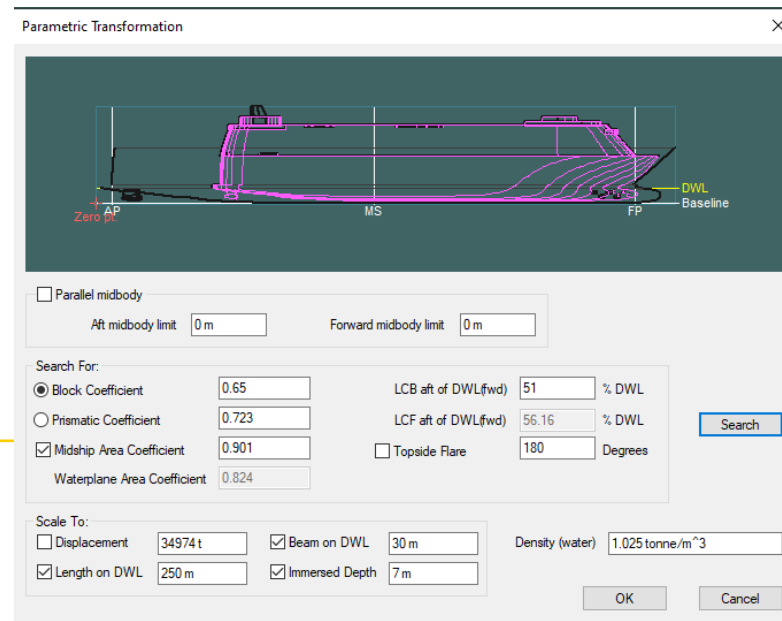 Parametric Transformation
DWL
Baseline
Zero pt.
AP
MS
FP
Parallel midbody
Aft midbody limit 0 m Forward midbody limit 0 m
Search For:
Block Coefficient 0.65 LCB aft of DWL(fwd) 51 % DWL
Prismatic Coefficient 0.723 LCF aft of DWL(fwd) 56.16 % DWL
Search
Midship Area Coefficient 0.901 Topside Flare 180 Degrees
Waterplane Area Coefficient 0.824
Scale To:
Displacement 34974 t Beam on DWL 30 m Density (water) 1.025 tonne/m^3
Length on DWL 250 m Immersed Depth 7 m
OK Cancel